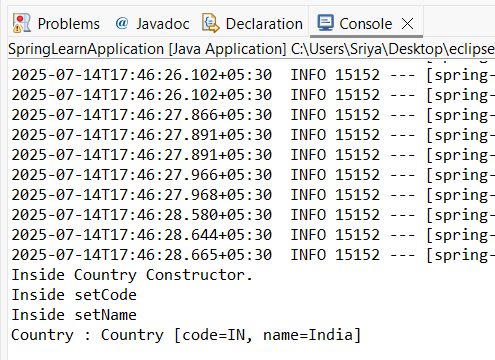 Problems @ Javadoc Declaration Console
SpringLearnApplication [Java Application] C:\Users\Sriya\Desktop\eclipse
2025-07-14T17:46:26.102+05:30 INFO 15152 --- [spring-
2025-07-14T17:46:26.102+05:30 INFO 15152 --- [spring-
2025-07-14T17:46:27.866+05:30 INFO 15152 --- [spring-
2025-07-14T17:46:27.891+05:30 INFO 15152 --- [spring-
2025-07-14T17:46:27.891+05:30 INFO 15152 --- [spring-
2025-07-14T17:46:27.966+05:30 INFO 15152 --- [spring-
2025-07-14T17:46:27.968+05:30 INFO 15152 --- [spring-
2025-07-14T17:46:28.580+05:30 INFO 15152 --- [spring-
2025-07-14T17:46:28.644+05:30 INFO 15152 --- [spring-
2025-07-14T17:46:28.665+05:30 INFO 15152 --- [spring-
Inside Country Constructor.
Inside setCode
Inside setName
Country : Country [code=IN, name=India]